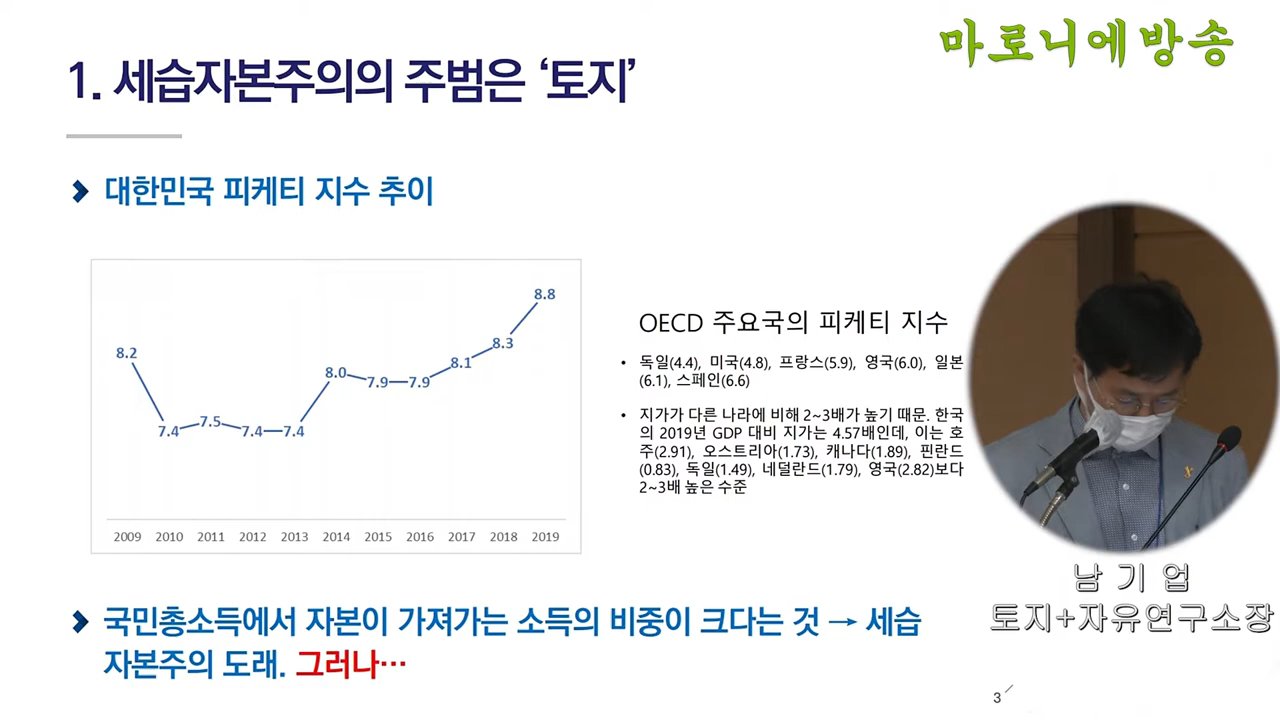 마로니에방송
1. 세습자본주의의 주범은 ‘토지’
대한민국 피케티 지수 추이
8.2
7.4
7.5
7.4
7.4
8.0
7.9
7.9
8.1
8.3
8.8
2009 2010 2011 2012 2013 2014 2015 2016 2017 2018 2019
OECD 주요국의 피케티 지수
• 독일(4.4), 미국(4.8), 프랑스(5.9), 영국(6.0), 일본
(6.1), 스페인(6.6)
• 지가가 다른 나라에 비해 2~3배가 높기 때문. 한국
의 2019년 GDP 대비 지가는 4.57배인데, 이는 호
주(2.91), 오스트리아(1.73), 캐나다(1.89), 핀란드
(0.83), 독일(1.49), 네덜란드(1.79), 영국(2.82)보다
2~3배 높은 수준
남 기 업
토지+자유연구소장
국민총소득에서 자본이 가져가는 소득의 비중이 크다는 것 → 세습
자본주의 도래. 그러나…
3